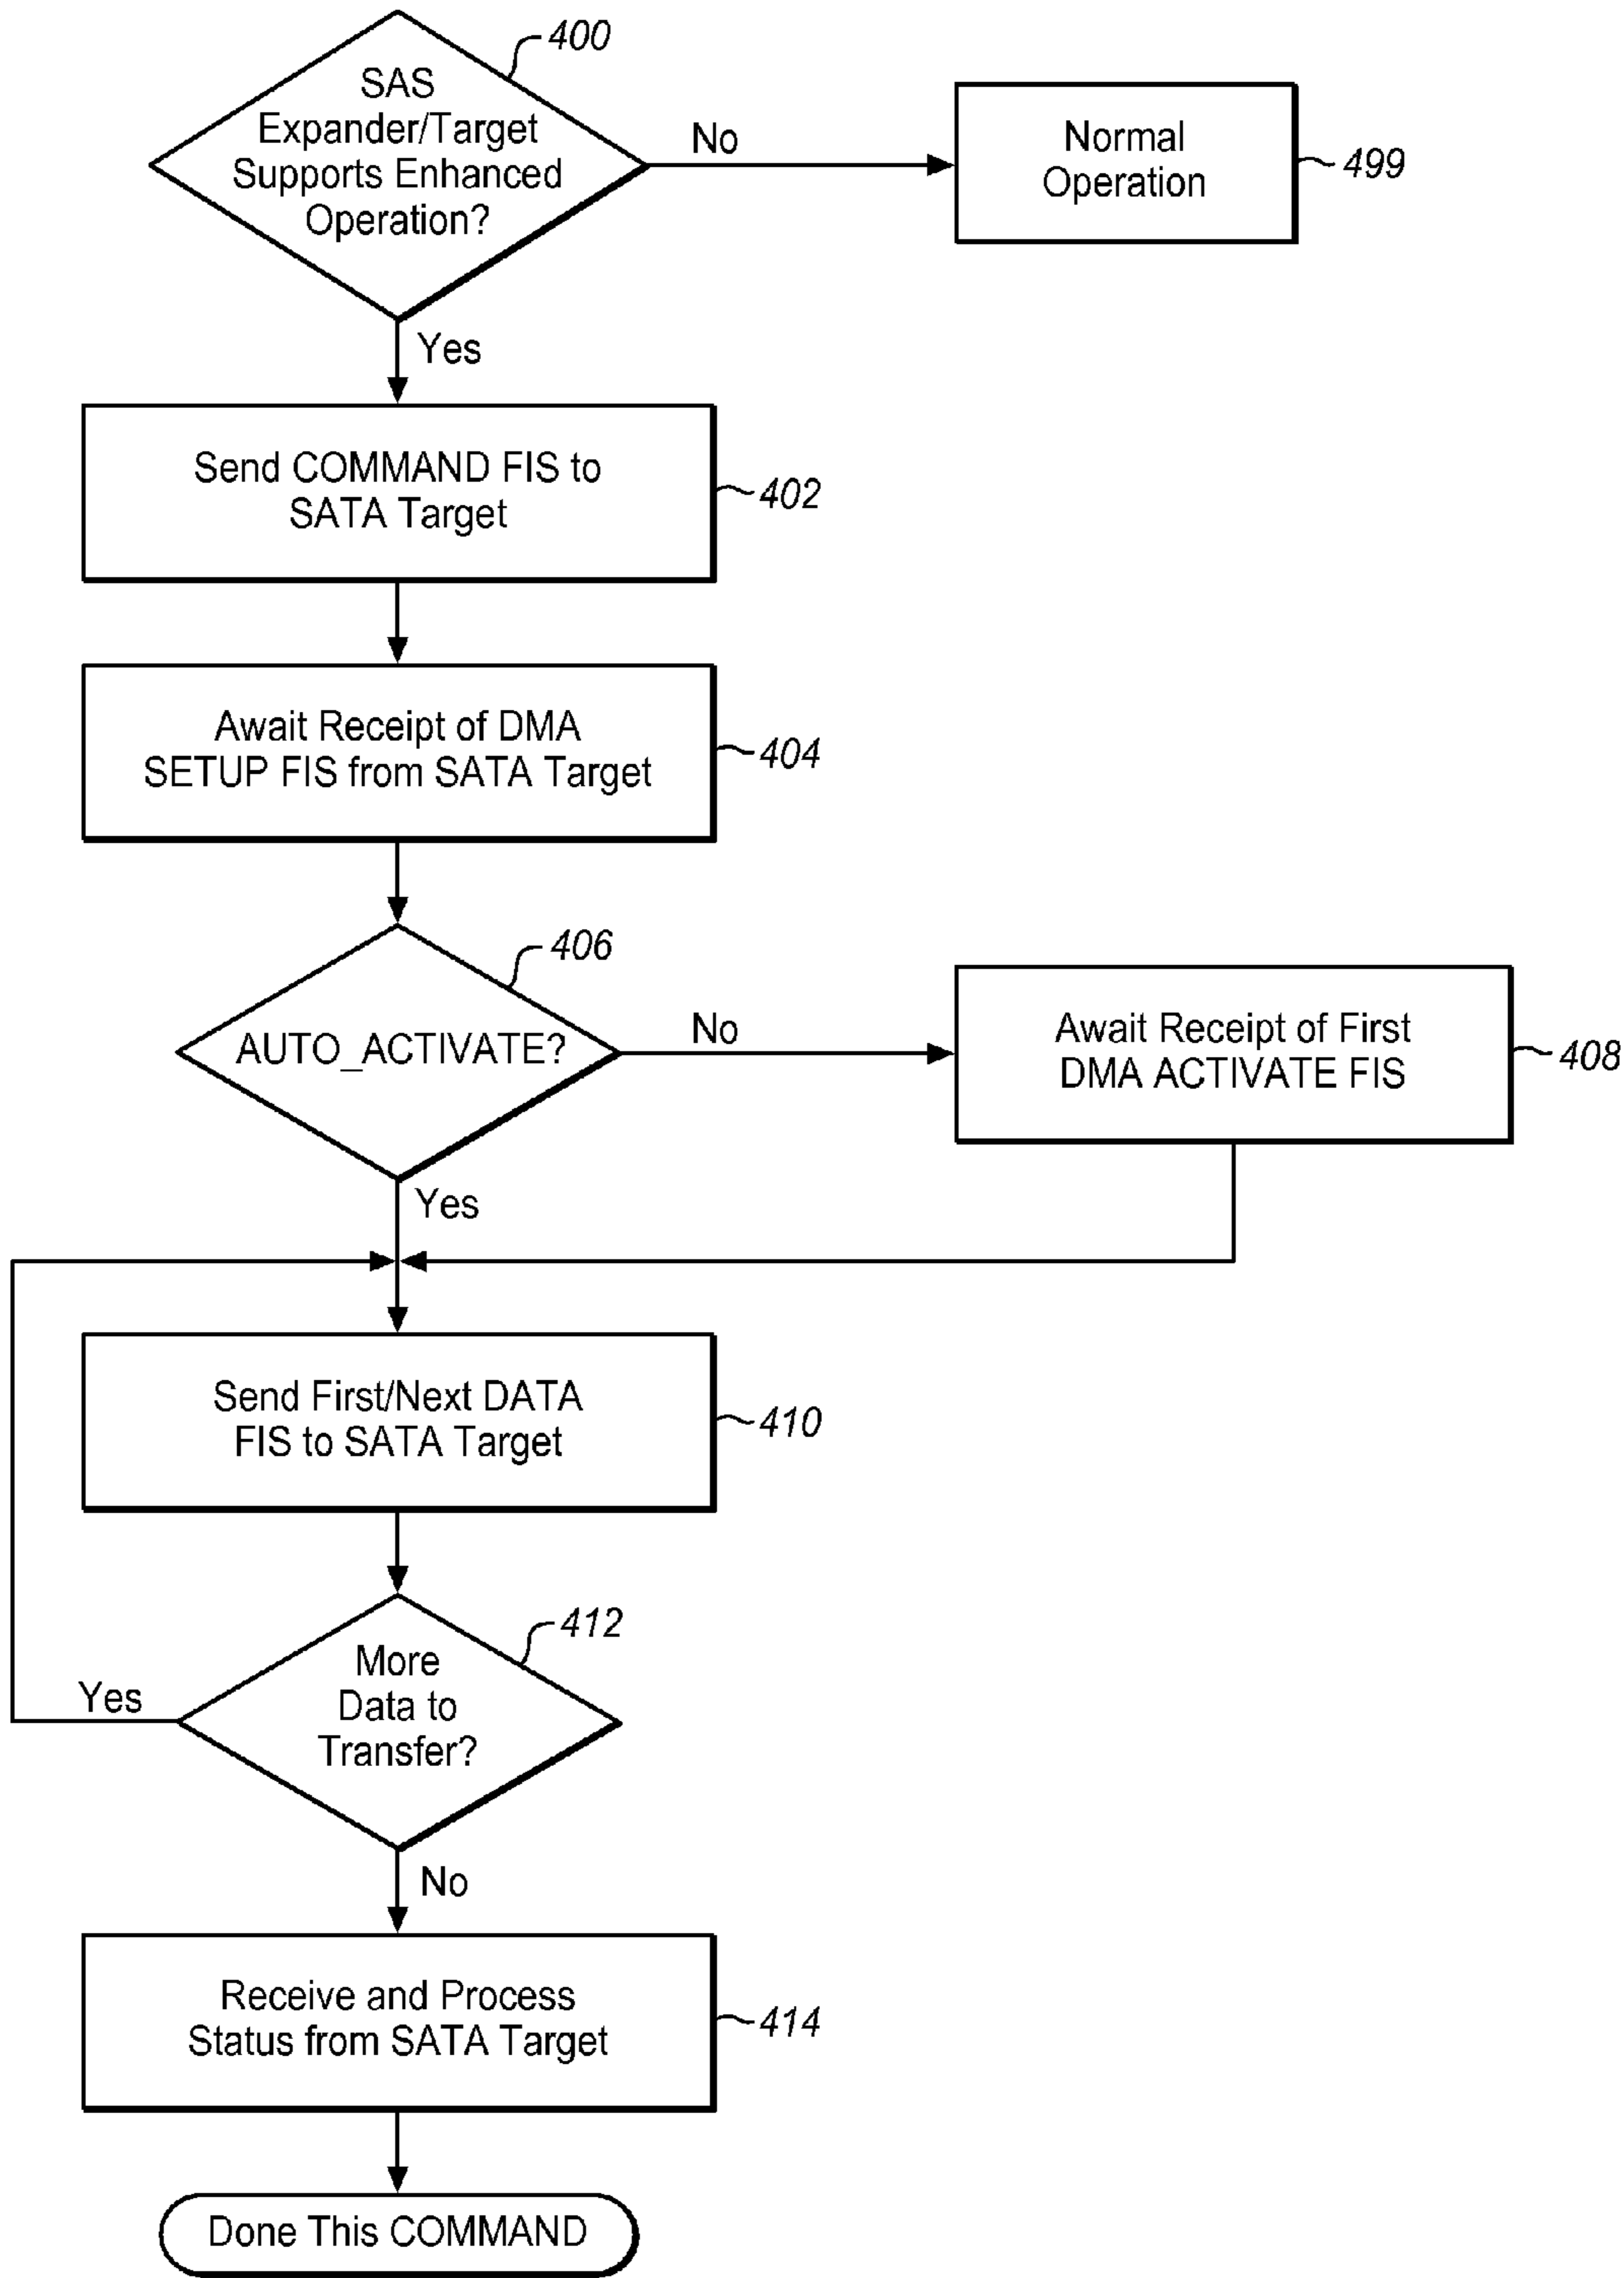 400
SAS
Expander/Target
Supports Enhanced
Operation?
No
Normal
Operation
499
Yes
Send COMMAND FIS to
SATA Target
402
Await Receipt of DMA
SETUP FIS from SATA Target
404
406
AUTO_ACTIVATE?
No
Await Receipt of First
DMA ACTIVATE FIS
408
Yes
Send First/Next DATA
FIS to SATA Target
410
412
More
Data to
Transfer?
Yes
No
Receive and Process
Status from SATA Target
414
Done This COMMAND